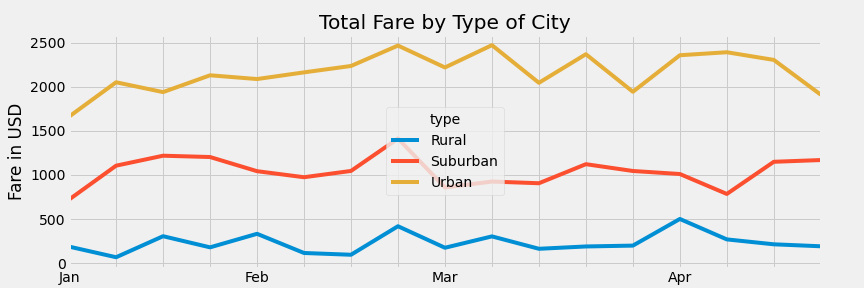 Total Fare by Type of City
Fare in USD
2500
2000
1500
1000
500
0
type
Rural
Suburban
Urban
Jan
Feb
Mar
Apr